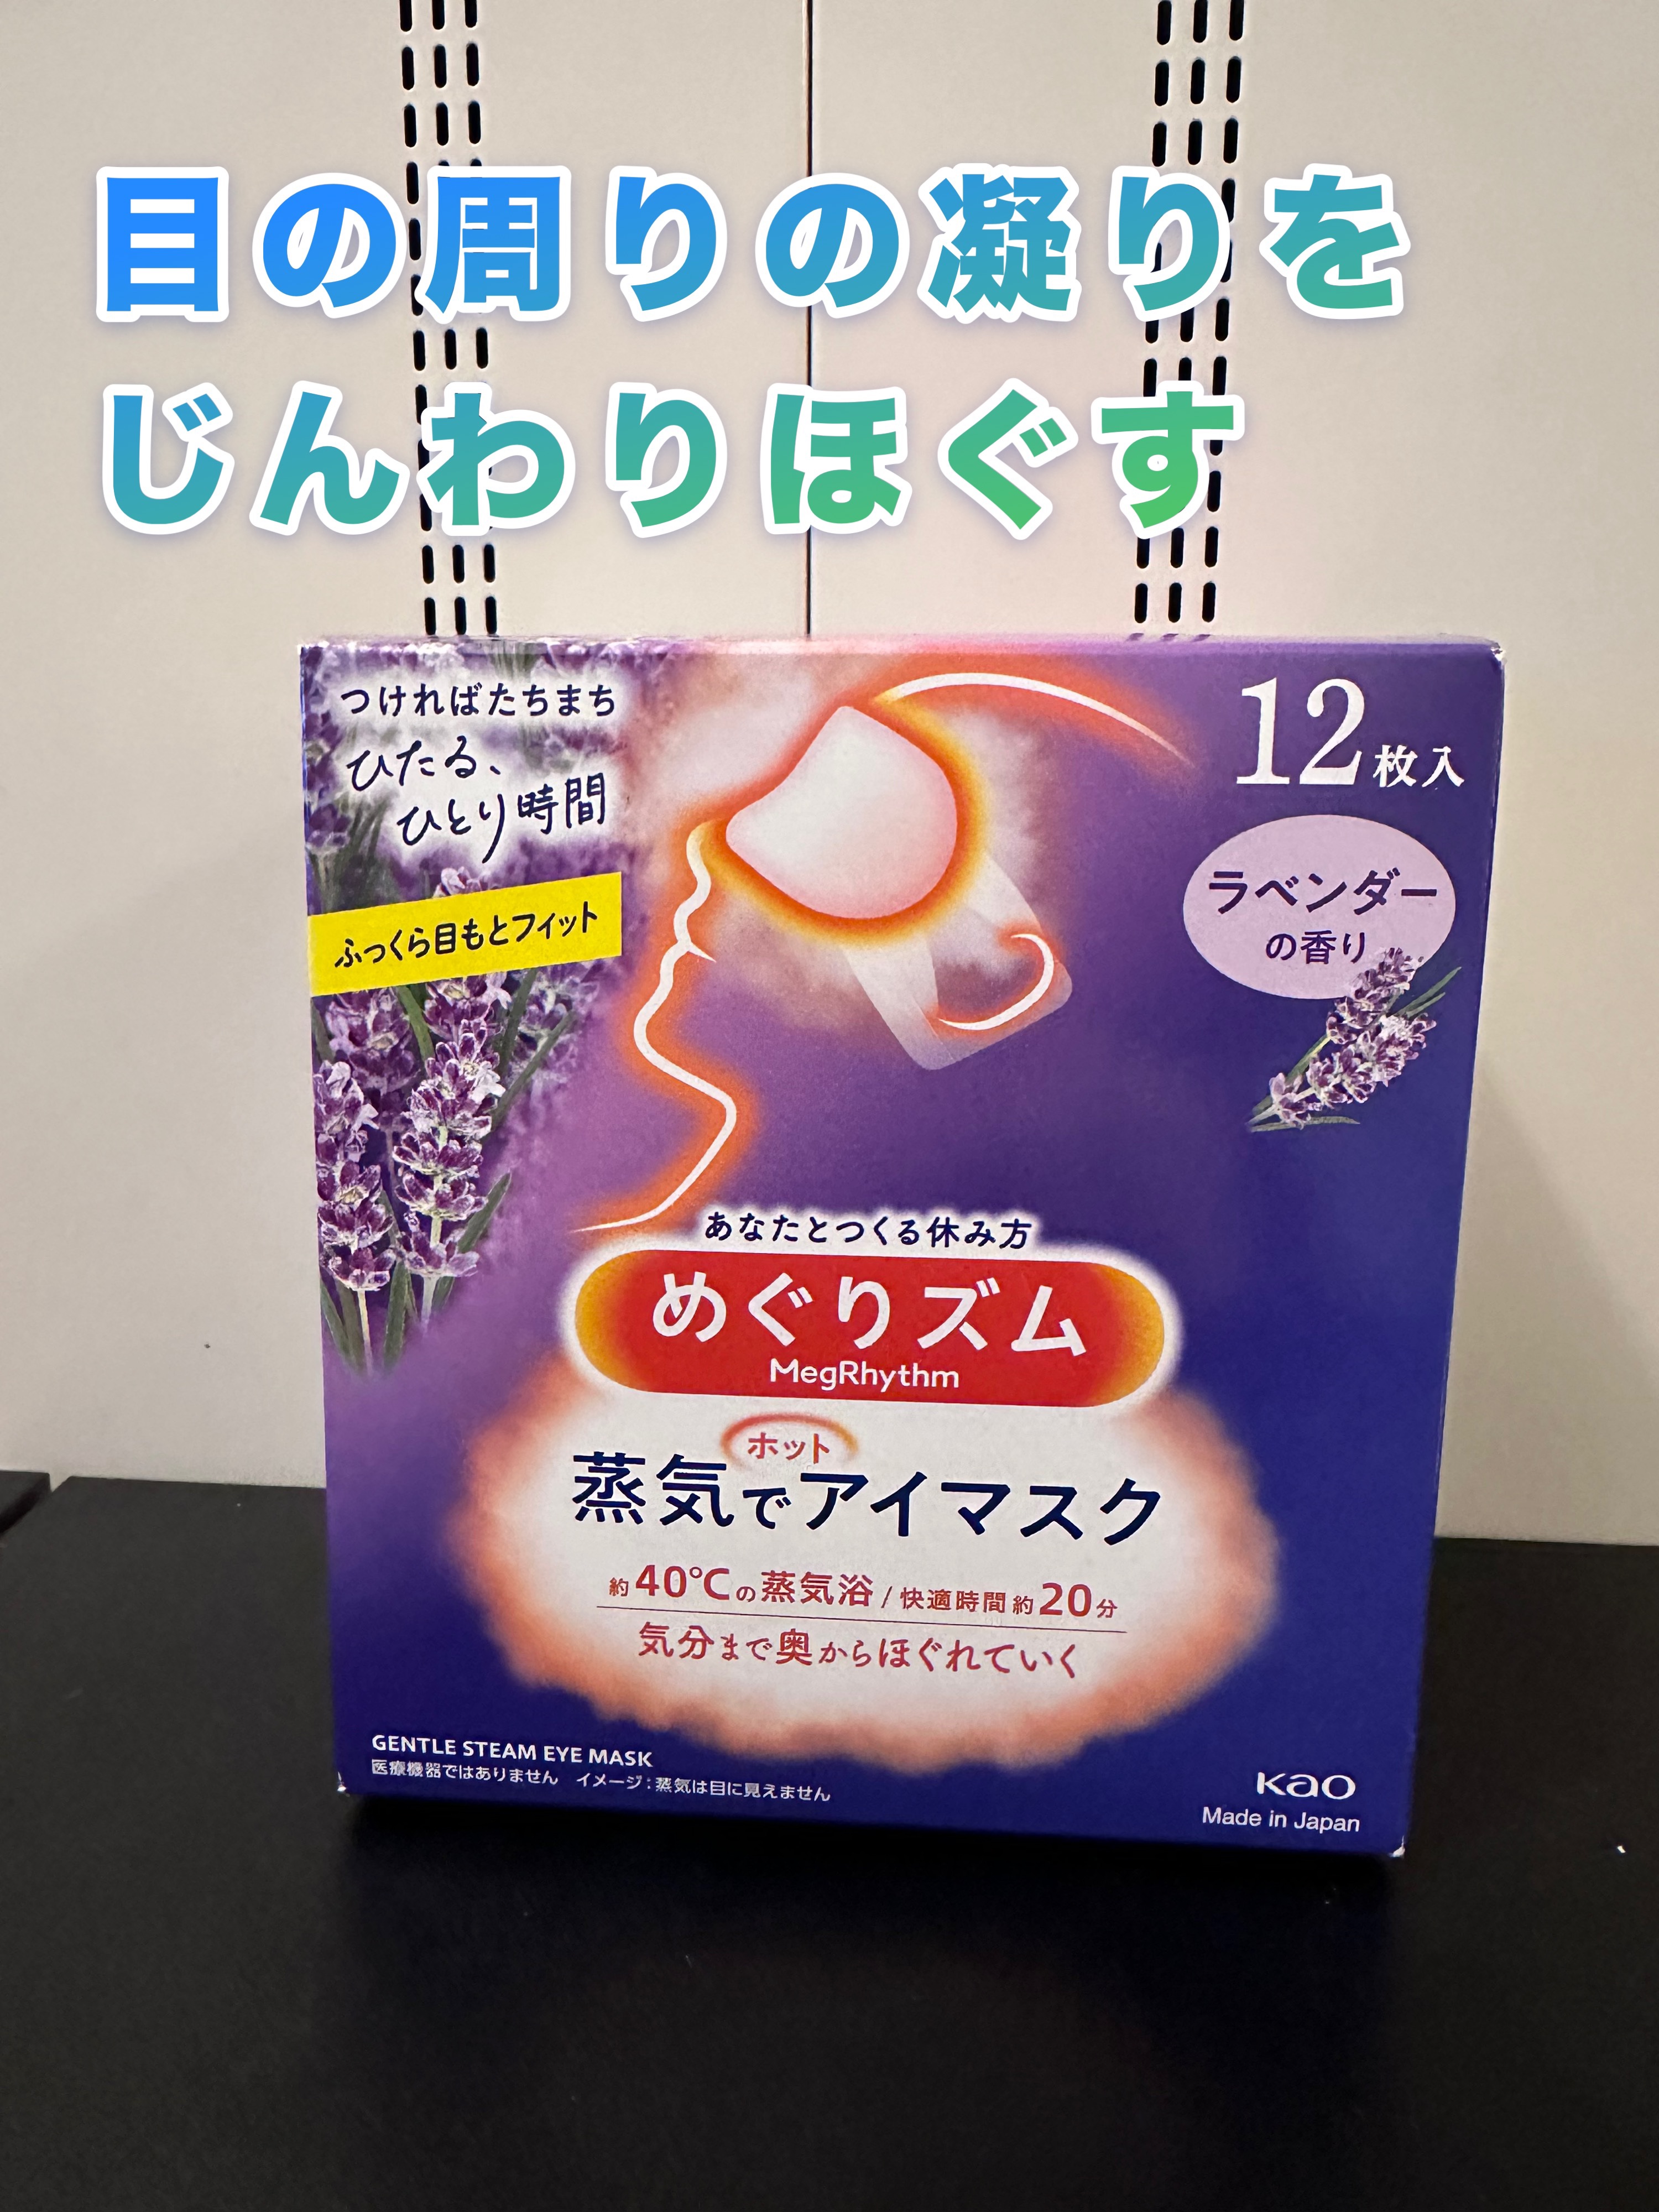 目の周りの凝りを
じんわりほぐす
つければたちまち
ひたる、
ひとり時間
ふっくら目もとフィット
12枚入
ラベンダー
の香り
あなたとつくる休み方
めぐりズム
MegRhythm
ホット
蒸気でアイマスク
約40℃の蒸気浴/快適時間約20分
気分まで奥からほぐれていく
GENTLE STEAM EYE MASK
医療機器ではありません イメージ:蒸気は目に見えません
Kao
Made in Japan